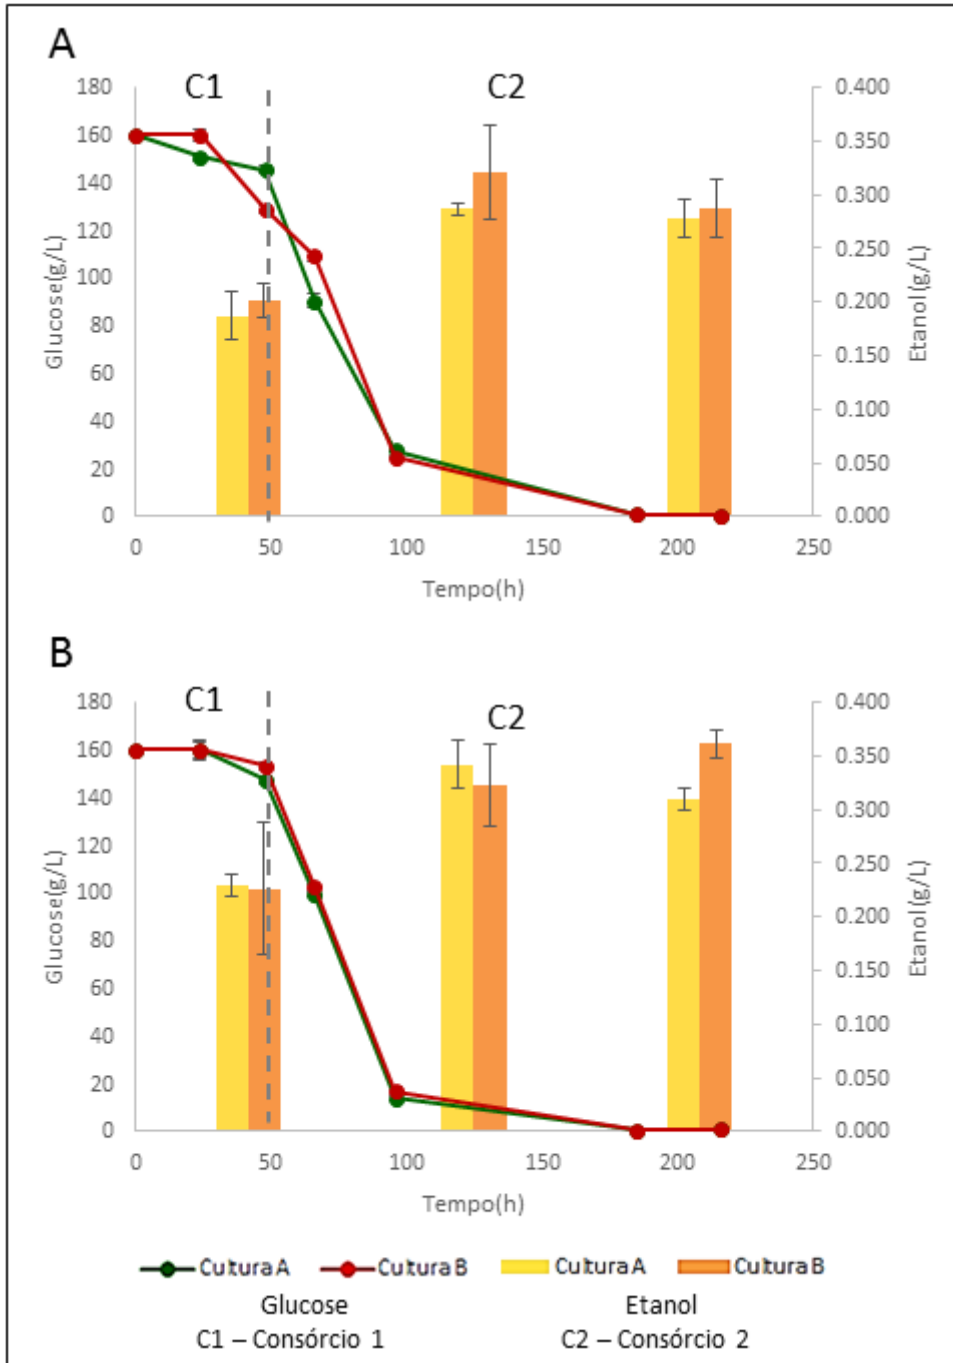 A
C1
C2
180
160
140
120
100
80
60
40
20
0
Glucose(g/L)
0.400
0.350
0.300
0.250
0.200
0.150
0.100
0.050
0.000
Etanol(g/L)
0 50 100 150 200 250
Tempo(h)
B
C1
C2
180
160
140
120
100
80
60
40
20
0
Glucose(g/L)
0.400
0.350
0.300
0.250
0.200
0.150
0.100
0.050
0.000
Etanol(g/L)
0 50 100 150 200 250
Tempo(h)
Cultura A Cultura B Cultura A Cultura B
Glucose Etanol
C1 – Consórcio 1 C2 – Consórcio 2